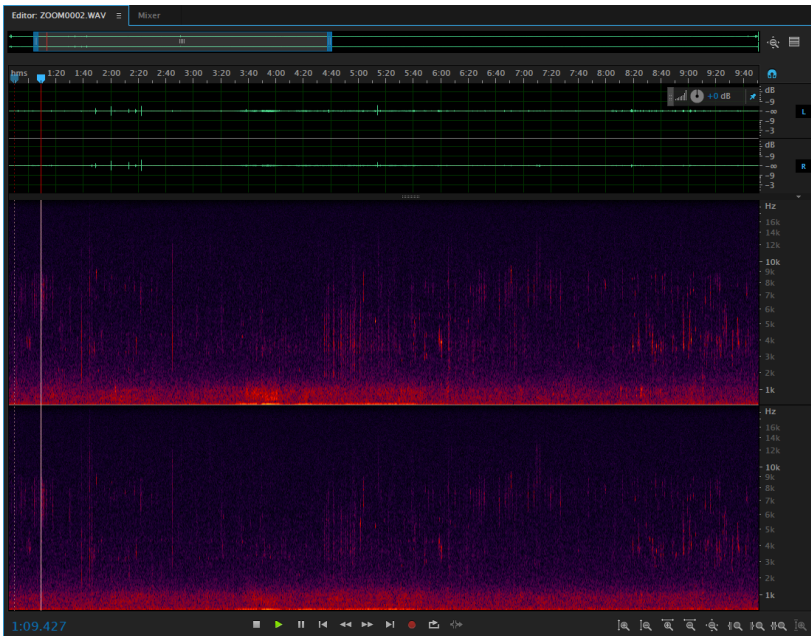 Editor: ZOOM0002.WAV ≡ Mixer
hms 1:20 1:40 2:00 2:20 2:40 3:00 3:20 3:40 4:00 4:20 4:40 5:00 5:20 5:40 6:00 6:20 6:40 7:00 7:20 7:40 8:00 8:20 8:40 9:00 9:20 9:40
dB
+0 dB
-9
-∞
L
-9
-3
dB
-9
-∞
R
-9
-3
Hz
16k
14k
12k
10k
9k
8k
7k
6k
5k
4k
3k
2k
1k
Hz
16k
14k
12k
10k
9k
8k
7k
6k
5k
4k
3k
2k
1k
1:09.427